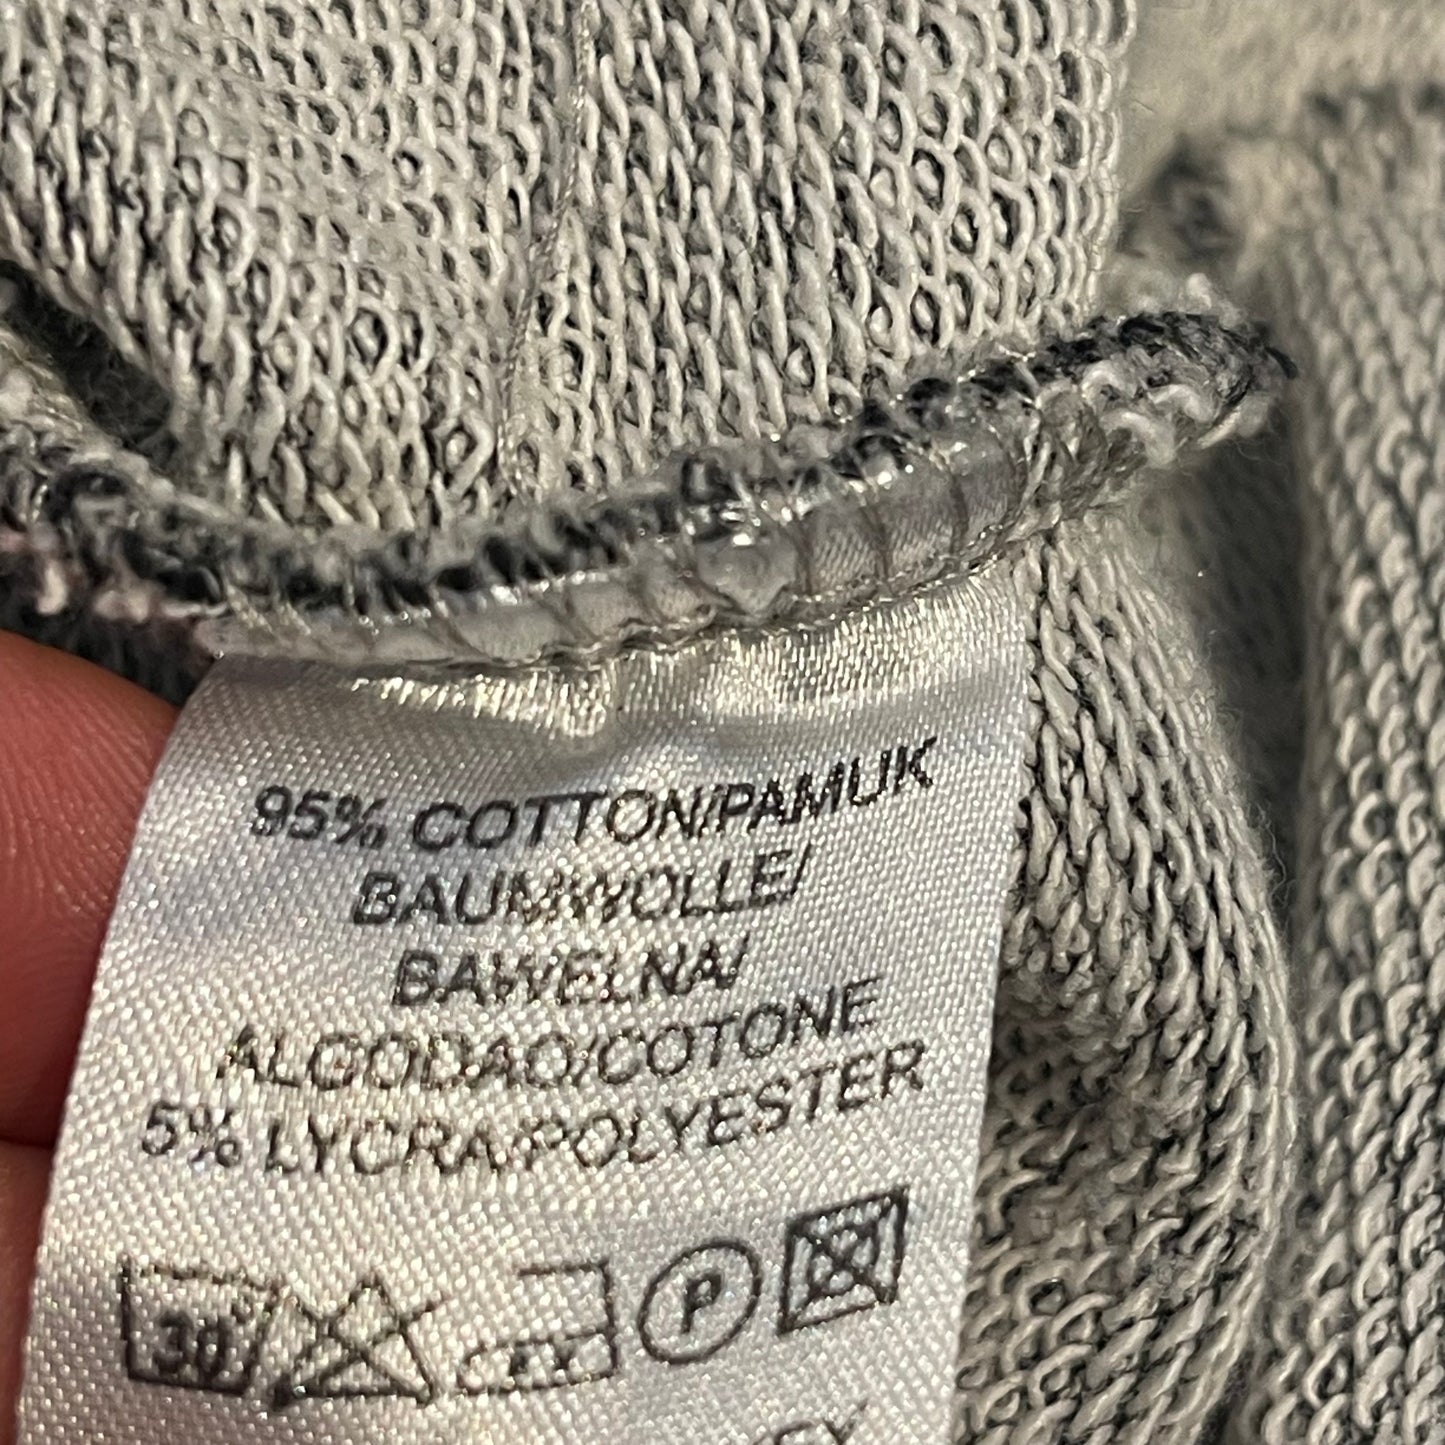 95% COTTON/PAMUK
BAUMWOLLE/
BAWELNA/
ALGODAO/COTONE
5% LYCRA/POLYESTER
30°
P